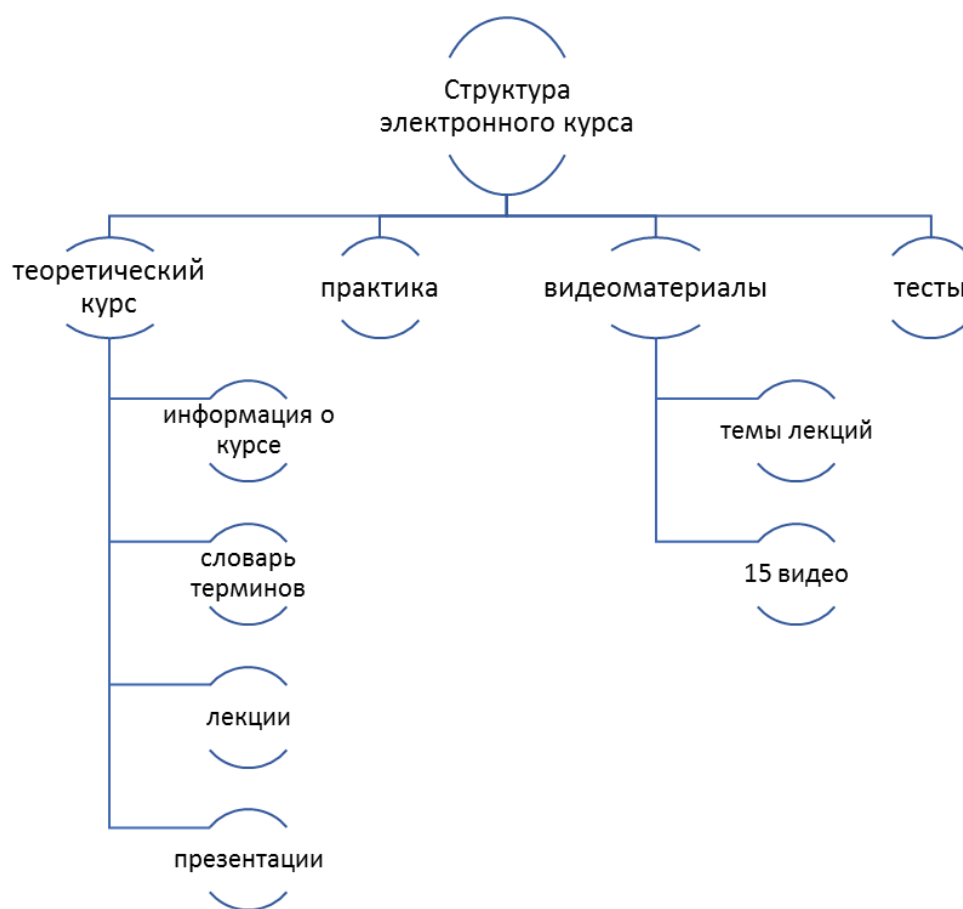 Структура
электронного курса
теоретический
курс
практика
видеоматериалы
тесты
информация о
курсе
словарь
терминов
лекции
презентации
темы лекций
15 видео